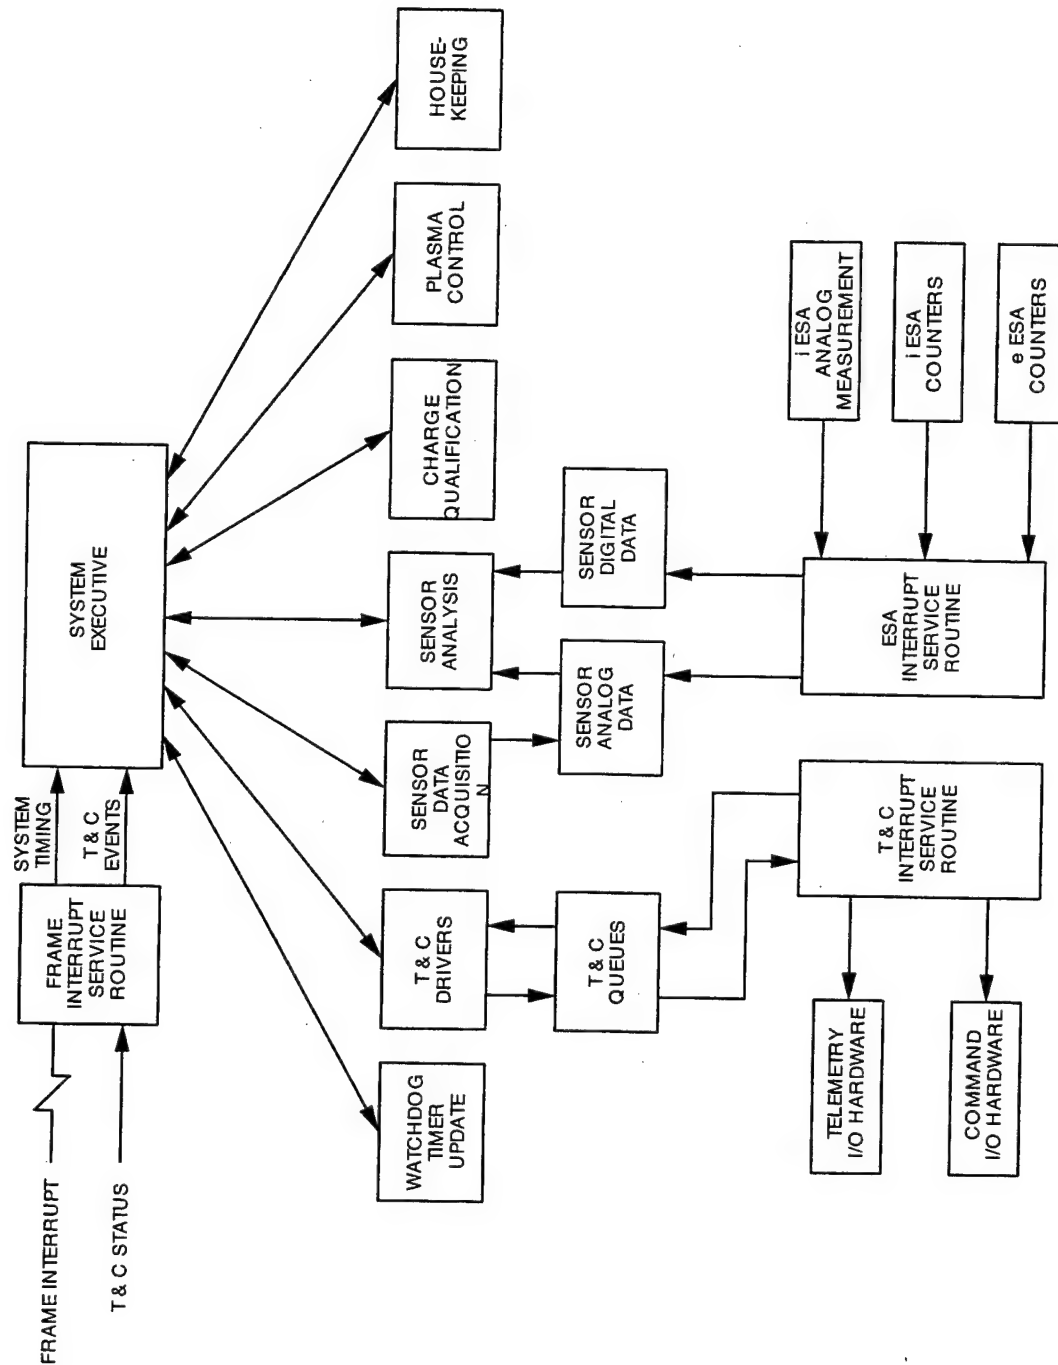 FRAME INTERRUPT
T & C STATUS
FRAME
INTERRUPT
SERVICE
ROUTINE
SYSTEM
TIMING
T & C
EVENTS
SYSTEM
EXECUTIVE
WATCHDOG
TIMER
UPDATE
T & C
DRIVERS
SENSOR
DATA
ACQUISITIO
N
SENSOR
ANALYSIS
CHARGE
QUALIFICATION
PLASMA
CONTROL
HOUSE-
KEEPING
T & C
QUEUES
SENSOR
ANALOG
DATA
SENSOR
DIGITAL
DATA
TELEMETRY
I/O HARDWARE
COMMAND
I/O HARDWARE
T & C
INTERRUPT
SERVICE
ROUTINE
ESA
INTERRUPT
SERVICE
ROUTINE
i ESA
ANALOG
MEASUREMENT
i ESA
COUNTERS
e ESA
COUNTERS